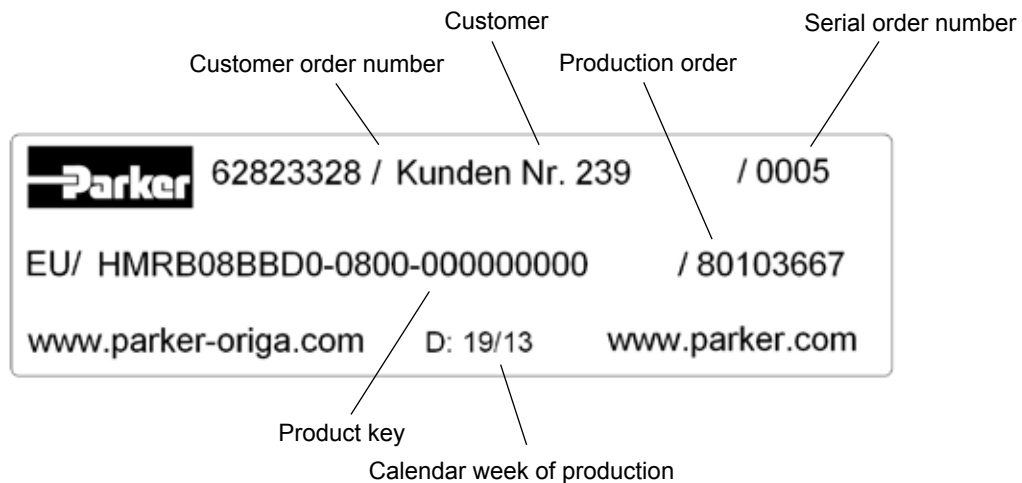 Customer
Serial order number
Customer order number
Production order
Parker
62823328 / Kunden Nr. 239 / 0005
EU/ HMRB08BBD0-0800-000000000 / 80103667
www.parker-origa.com D: 19/13 www.parker.com
Product key
Calendar week of production